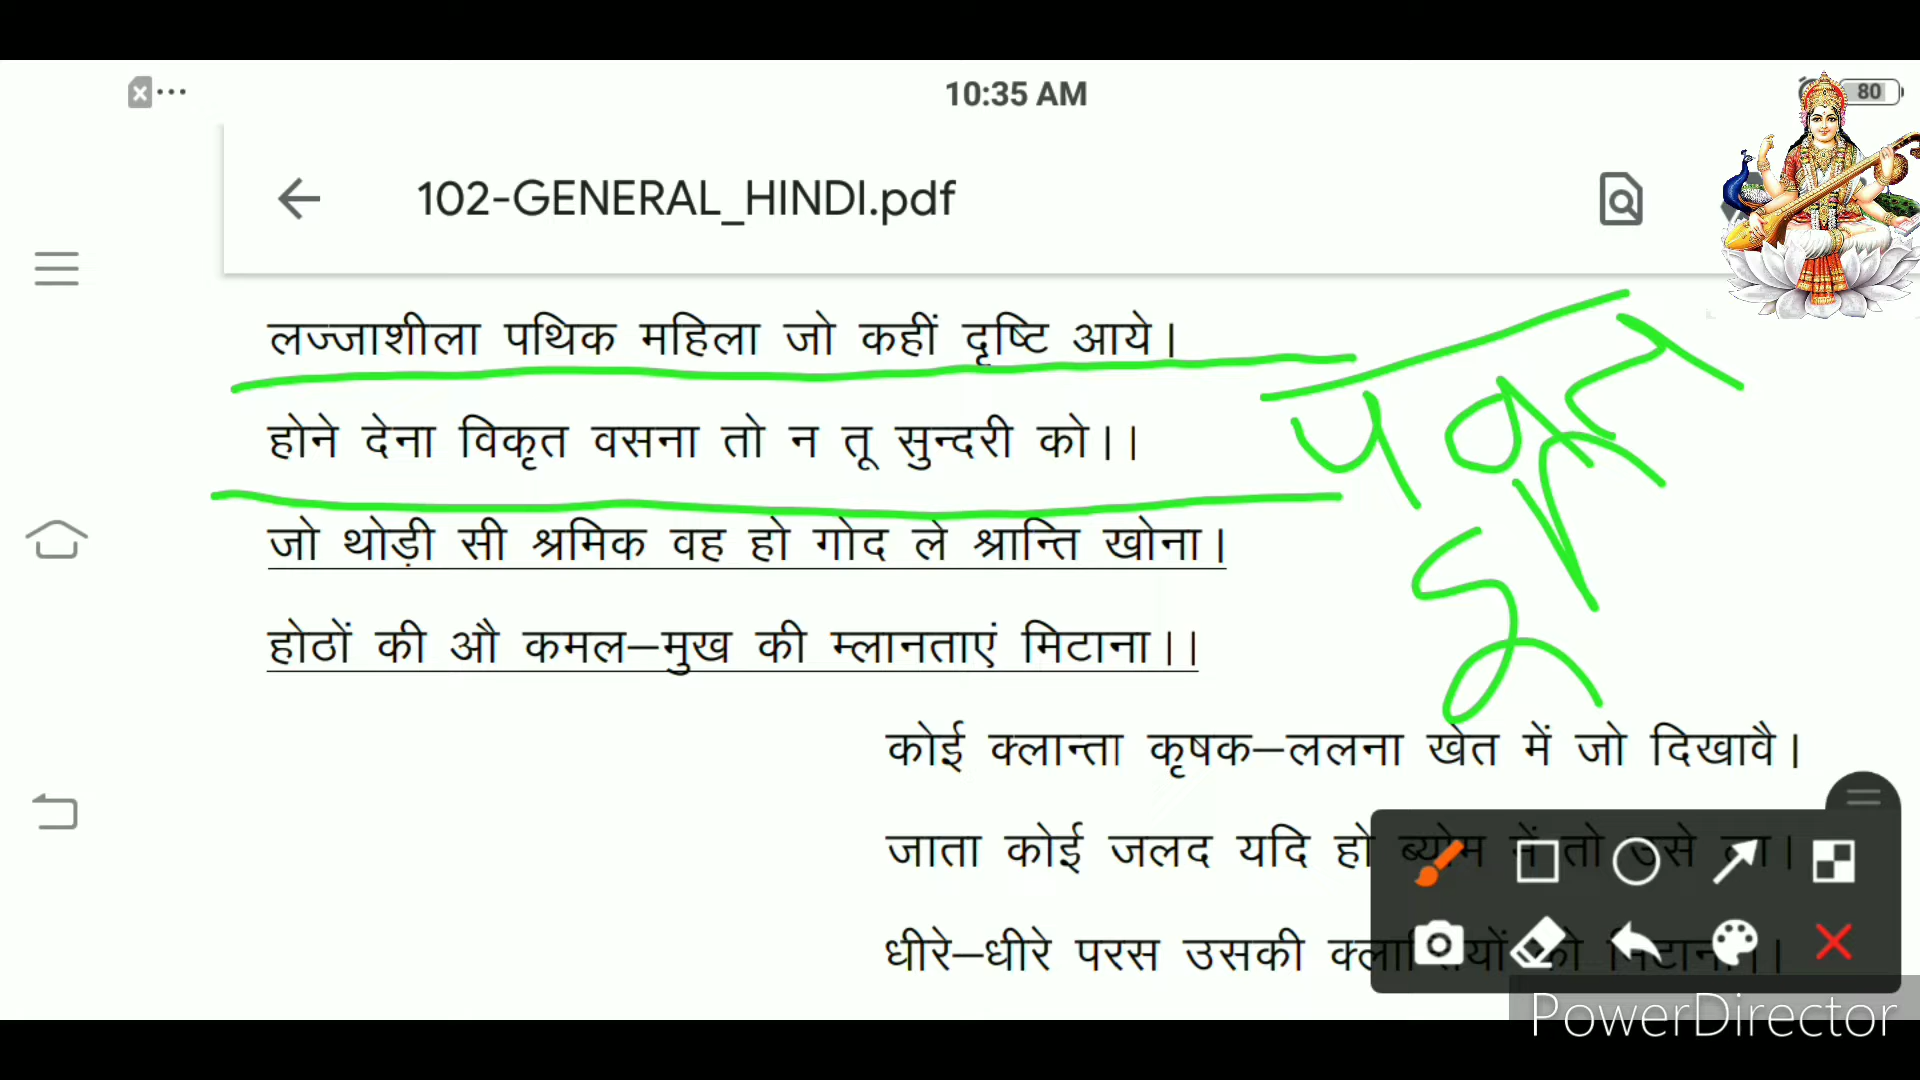 10:35 AM
80
102-GENERAL_HINDI.pdf
लज्जाशीला पथिक महिला जो कहीं दृष्टि आये।
होने देना विकृत वसना तो न तू सुन्दरी को।।
जो थोड़ी सी श्रमिक वह हो गोद ले श्रान्ति खोना।
होठों की औ कमल–मुख की म्लानताएं मिटाना।।
कोई क्लान्ता कृषक–ललना खेत में जो दिखावै।
जाता कोई जलद यदि हो ब्योम में तो उसे ला।
धीरे–धीरे परस उसकी को मिटाना।।
PowerDirector